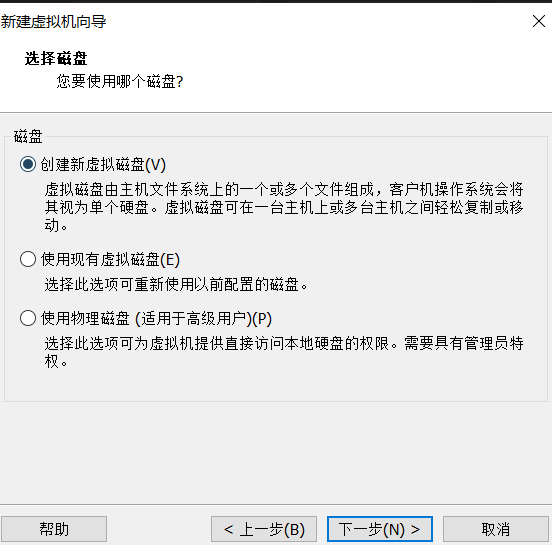 新建虚拟机向导
选择磁盘
您要使用哪个磁盘?
磁盘
创建新虚拟磁盘(V)
虚拟磁盘由主机文件系统上的一个或多个文件组成，客户机操作系统会将
其视为单个硬盘。虚拟磁盘可在一台主机上或多台主机之间轻松复制或移
动。
使用现有虚拟磁盘(E)
选择此选项可重新使用以前配置的磁盘。
使用物理磁盘 (适用于高级用户)(P)
选择此选项可为虚拟机提供直接访问本地硬盘的权限。需要具有管理员特
权。
帮助
< 上一步(B)
下一步(N) >
取消